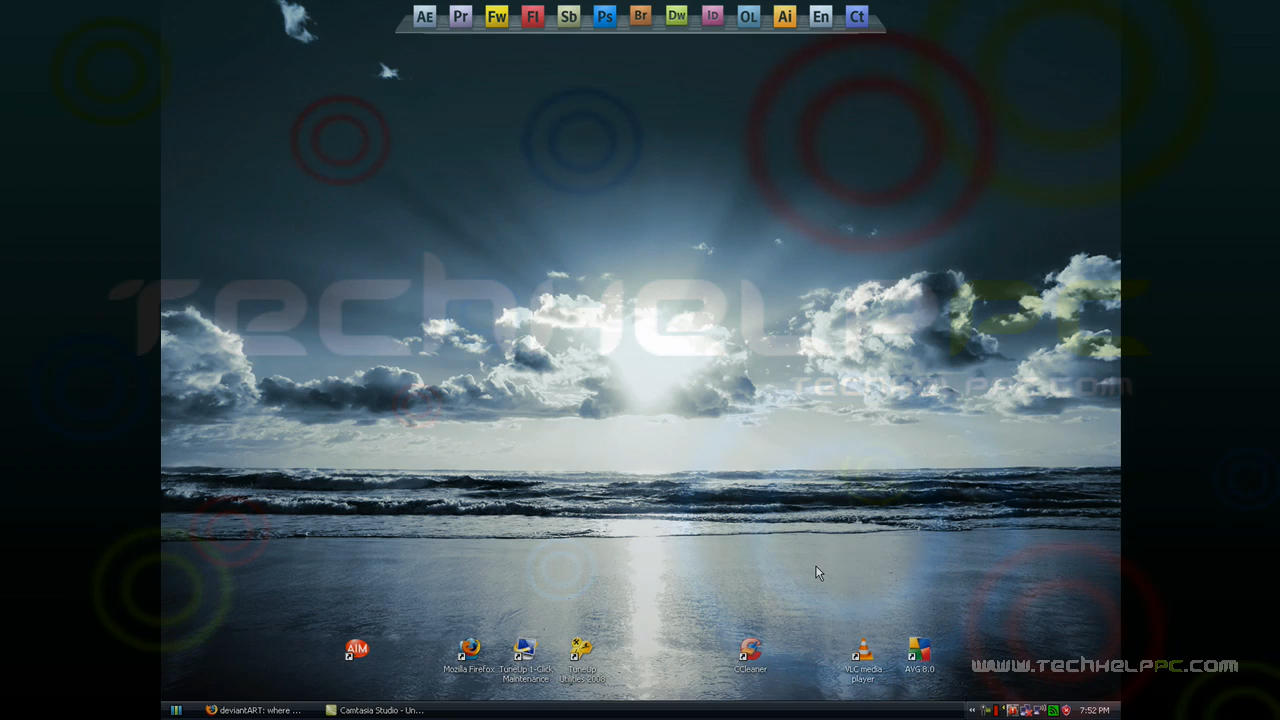 AE Pr Fw Fl Sb Ps Br Dw ID OL Ai En Ct
TECHHELPPC
TECHHELPPC.COM
AIM
Mozilla Firefox
TuneUp 1-Click
Maintenance
TuneUp
Utilities 2008
CCleaner
VLC media
player
AVG 8.0
www.TECHHELPPC.COM
deviantART: where ...
Camtasia Studio - Un...
7:52 PM